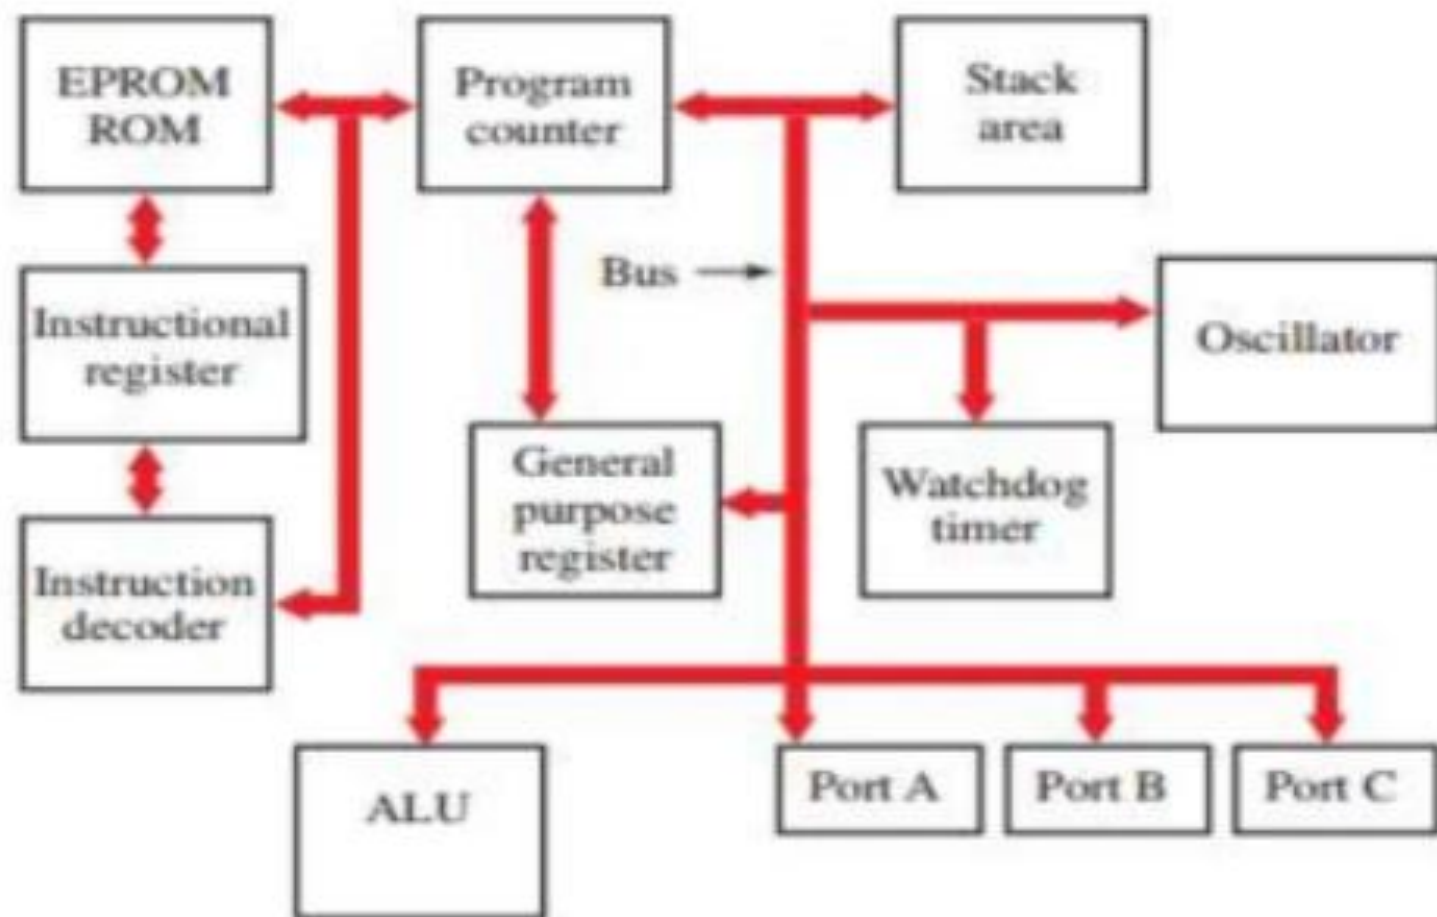 EPROM
ROM
Program
counter
Stack
area
Bus
Instructional
register
Oscillator
General
purpose
register
Watchdog
timer
Instruction
decoder
ALU
Port A
Port B
Port C